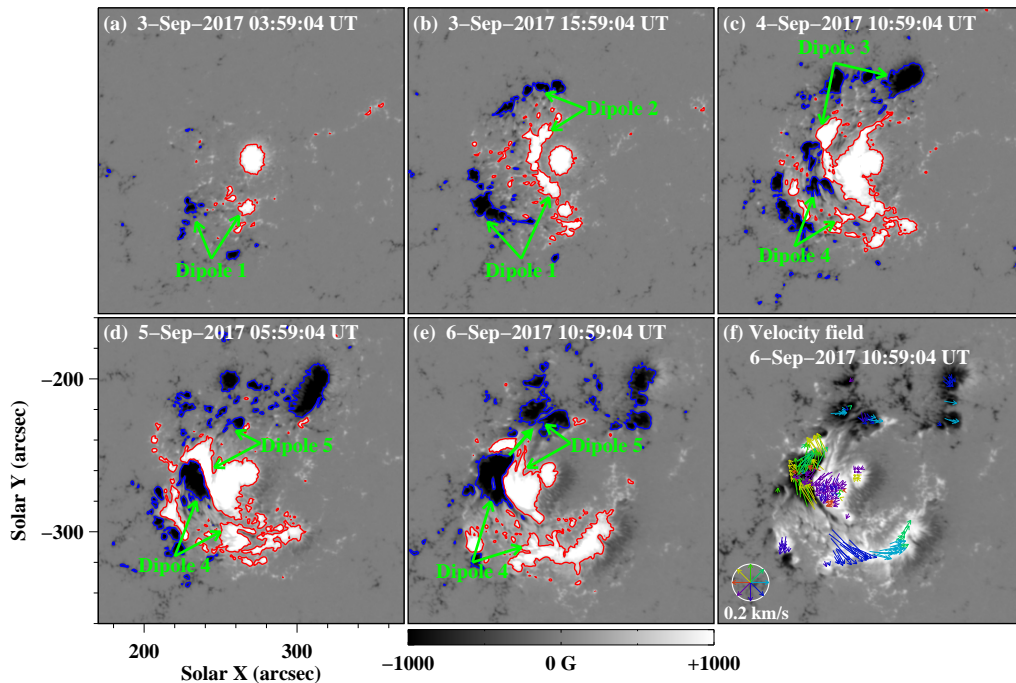 (a) 3−Sep−2017 03:59:04 UT
Dipole 1
(b) 3−Sep−2017 15:59:04 UT
Dipole 2
Dipole 1
(c) 4−Sep−2017 10:59:04 UT
Dipole 3
Dipole 4
(d) 5−Sep−2017 05:59:04 UT
Dipole 5
Dipole 4
(e) 6−Sep−2017 10:59:04 UT
Dipole 5
Dipole 4
(f) Velocity field
6−Sep−2017 10:59:04 UT
0.2 km/s
−200
−300
Solar Y (arcsec)
200
300
Solar X (arcsec)
−1000
0 G
+1000